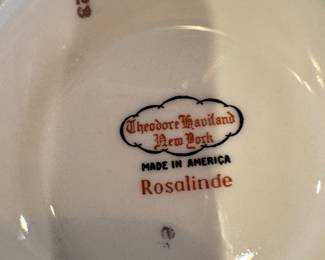 Theodore Haviland
New York
MADE IN AMERICA
Rosalinde